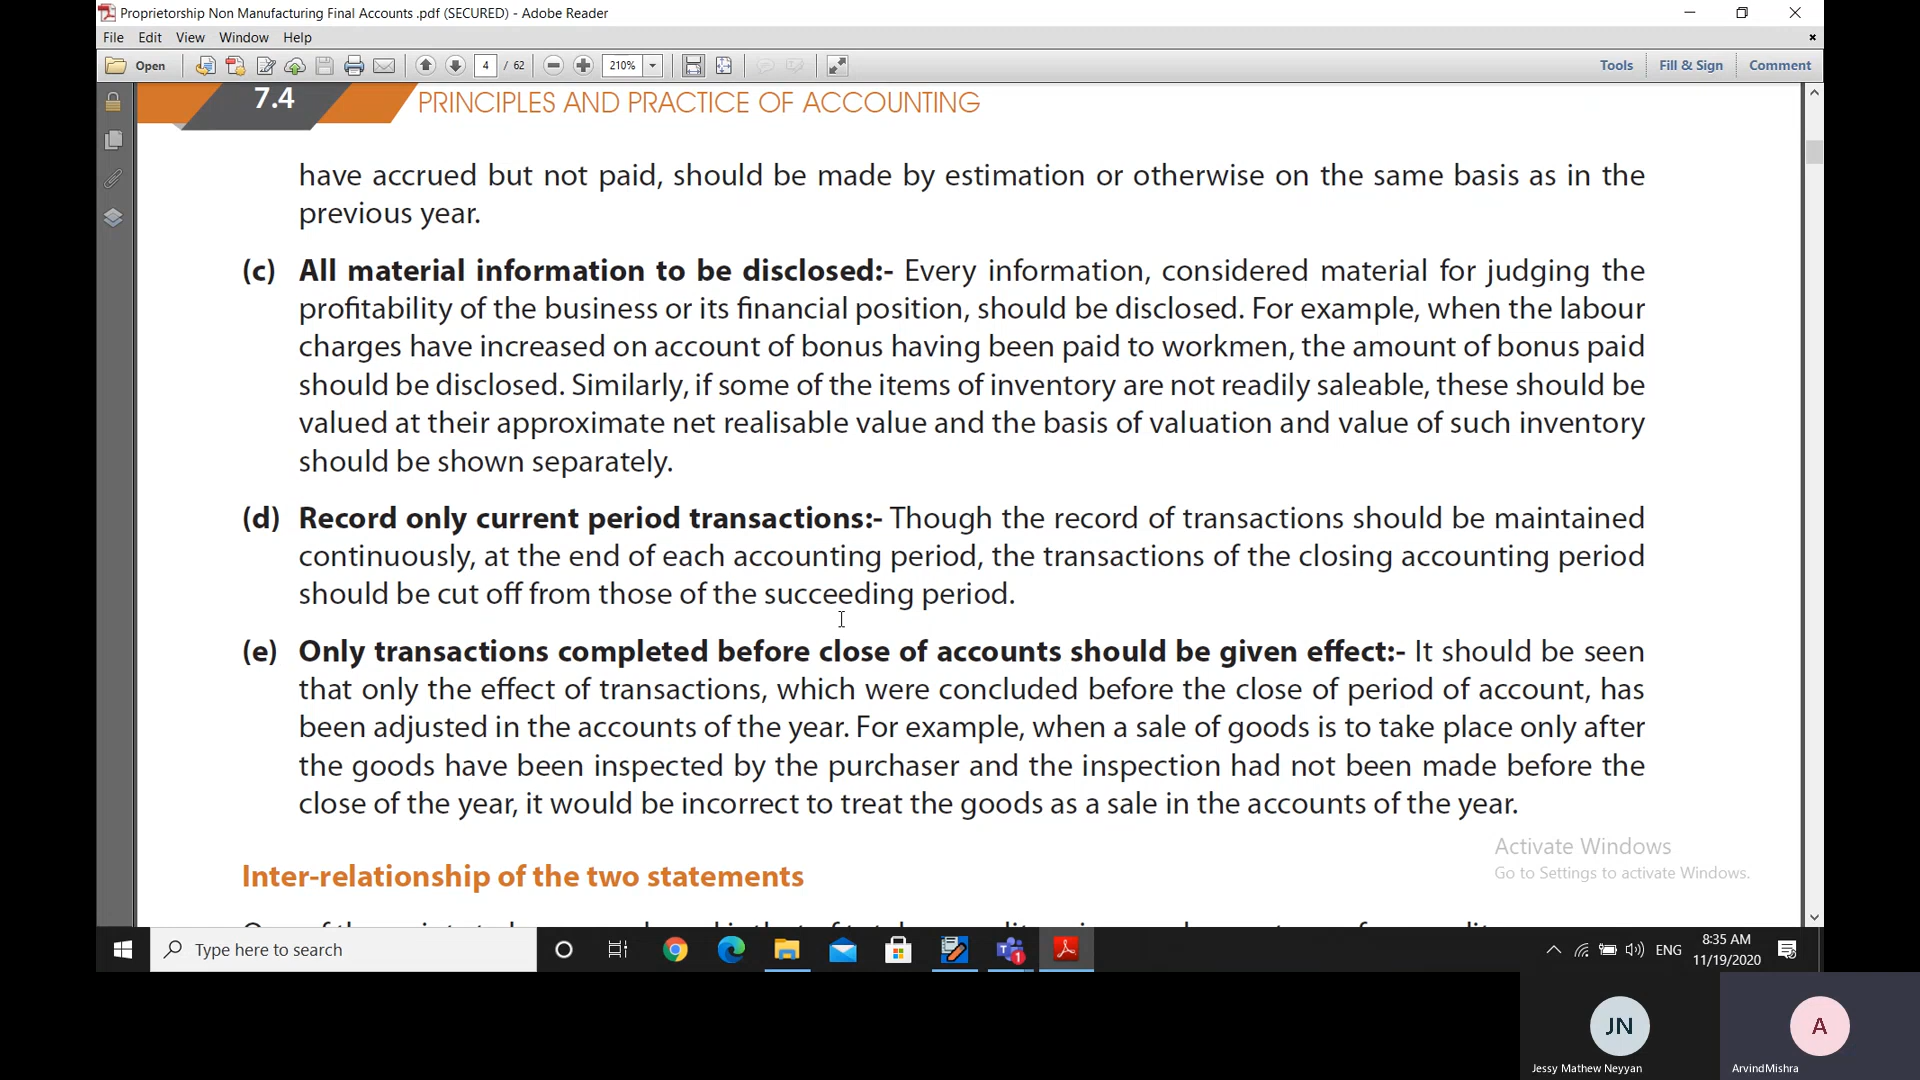 Proprietorship Non Manufacturing Final Accounts .pdf (SECURED) - Adobe Reader
File Edit View Window Help
Open 4 / 62 210% Tools Fill & Sign Comment
7.4 PRINCIPLES AND PRACTICE OF ACCOUNTING
have accrued but not paid, should be made by estimation or otherwise on the same basis as in the
previous year.
(c) All material information to be disclosed:- Every information, considered material for judging the
profitability of the business or its financial position, should be disclosed. For example, when the labour
charges have increased on account of bonus having been paid to workmen, the amount of bonus paid
should be disclosed. Similarly, if some of the items of inventory are not readily saleable, these should be
valued at their approximate net realisable value and the basis of valuation and value of such inventory
should be shown separately.
(d) Record only current period transactions:- Though the record of transactions should be maintained
continuously, at the end of each accounting period, the transactions of the closing accounting period
should be cut off from those of the succeeding period.
(e) Only transactions completed before close of accounts should be given effect:- It should be seen
that only the effect of transactions, which were concluded before the close of period of account, has
been adjusted in the accounts of the year. For example, when a sale of goods is to take place only after
the goods have been inspected by the purchaser and the inspection had not been made before the
close of the year, it would be incorrect to treat the goods as a sale in the accounts of the year.
Activate Windows
Go to Settings to activate Windows.
Inter-relationship of the two statements
Type here to search
1
ENG
8:35 AM
11/19/2020
JN
A
Jessy Mathew Neyyan
ArvindMishra